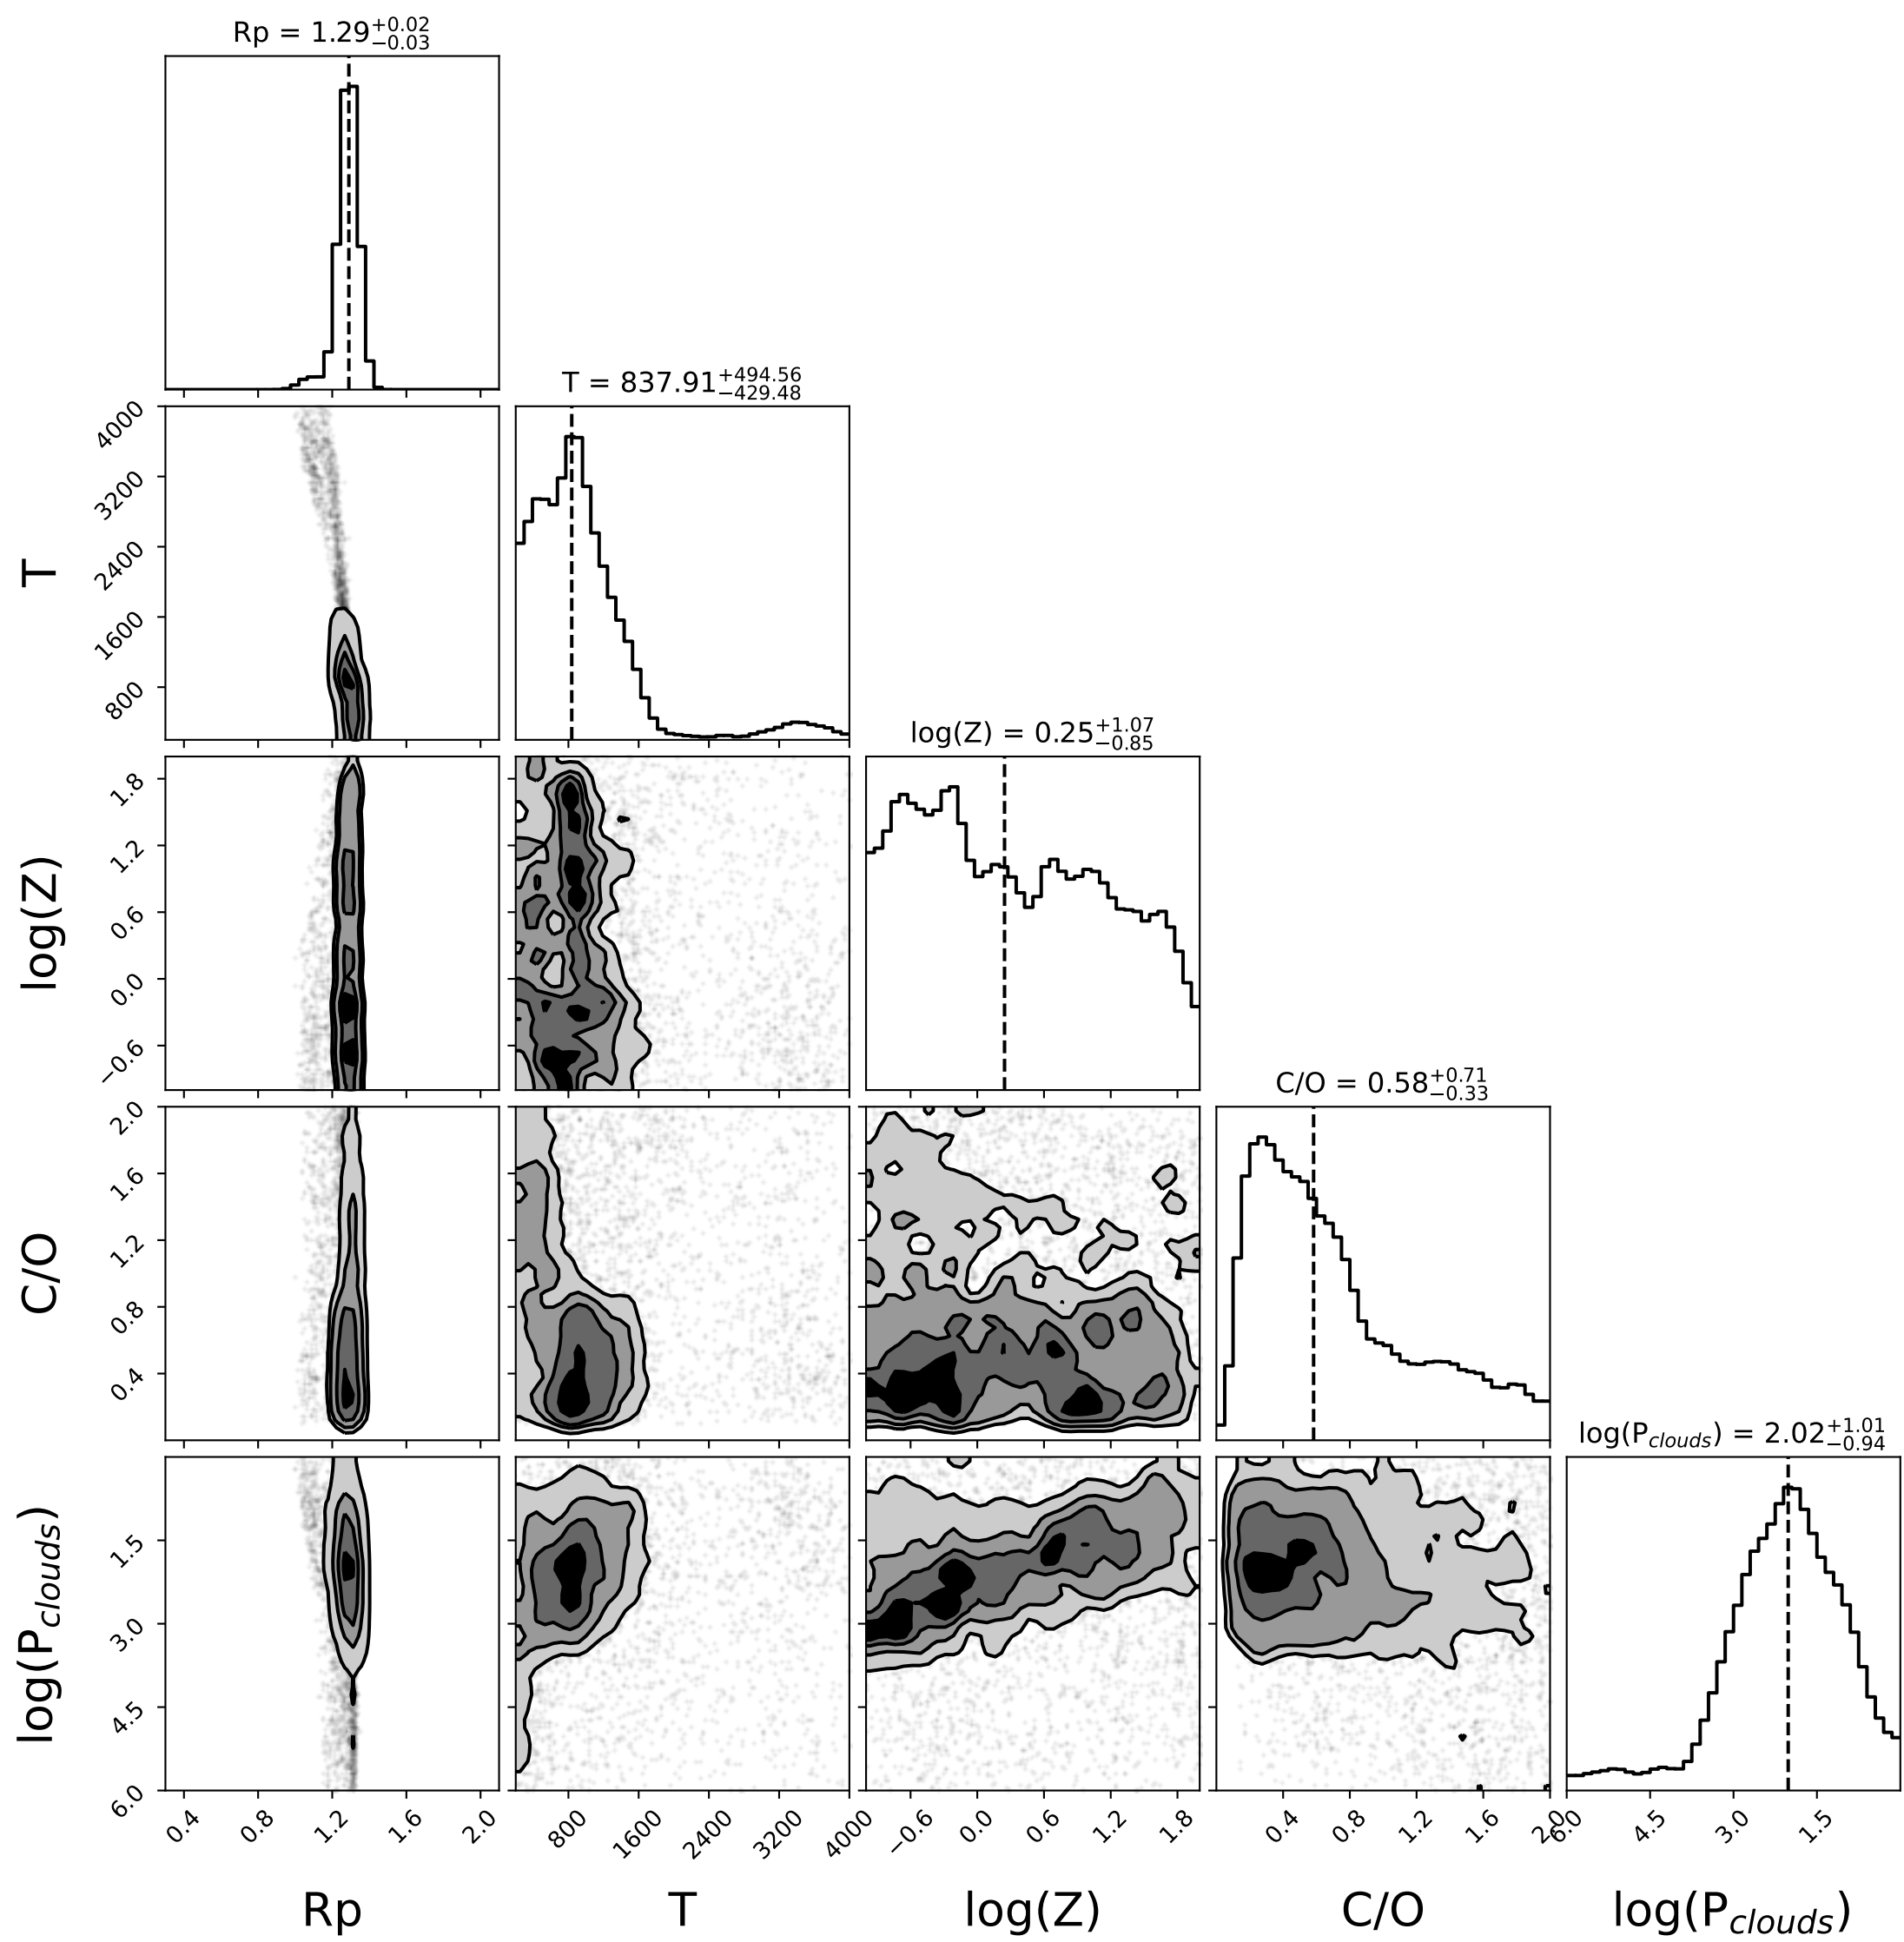 Rp = 1.29+0.02 −0.03
T = 837.91+494.56 −429.48
4000
3200
2400
1600
800
T
log(Z) = 0.25+1.07 −0.85
1.8
1.2
0.6
0.0
−0.6
log(Z)
C/O = 0.58+0.71 −0.33
2.0
1.6
1.2
0.8
0.4
C/O
log(Pclouds) = 2.02+1.01 −0.94
1.5
3.0
4.5
6.0
log(Pclouds)
0.4 0.8 1.2 1.6 2.0 800 1600 2400 3200 4000 −0.6 0.0 0.6 1.2 1.8 0.4 0.8 1.2 1.6 2.0 6.0 4.5 3.0 1.5
Rp T log(Z) C/O log(Pclouds)